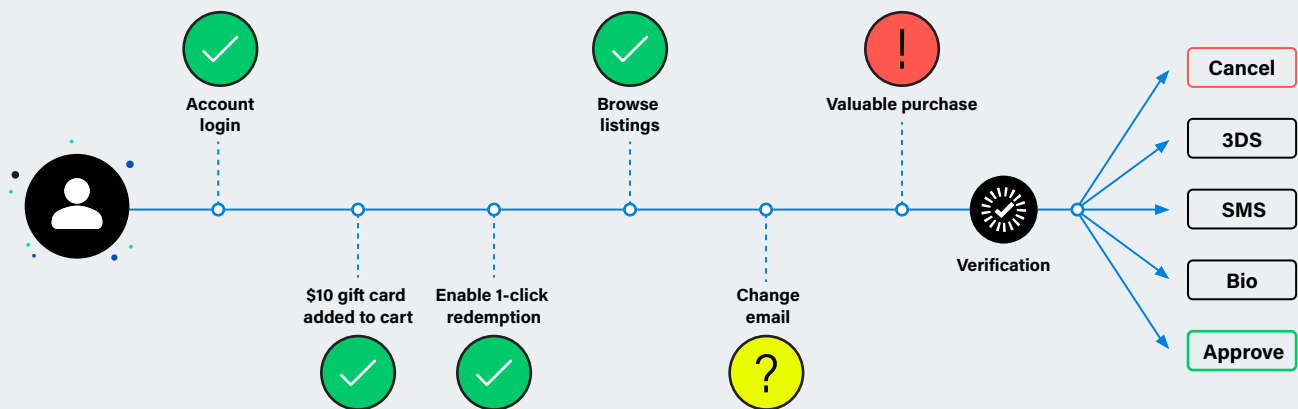 Account
login
$10 gift card
added to cart
Enable 1-click
redemption
Browse
listings
Change
email
?
!
Valuable purchase
Verification
Cancel
3DS
SMS
Bio
Approve